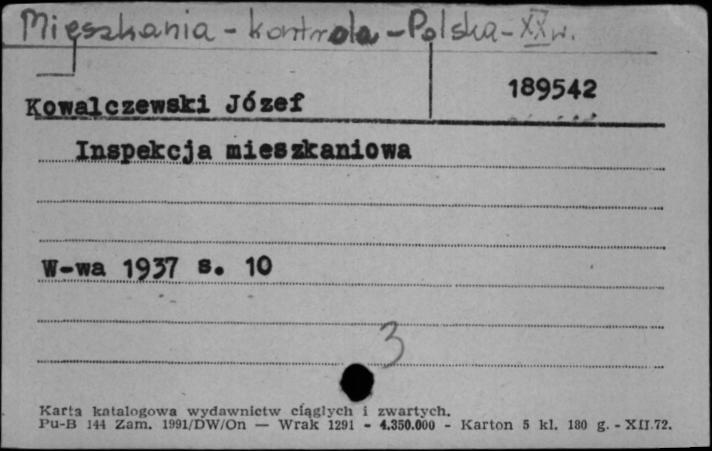 Mieszkania - kontrola - Polska - XX w.
189542
Kowalczewski Józef
Inspekcja mieszkaniowa
W-wa 1937 s. 10
3
Karta katalogowa wydawnictw ciągłych i zwartych.
Pu-B 144 Zam. 1991/DW/On — Wrak 1291 - 4.350.000 - Karton 5 kl. 180 g. - XII.72.